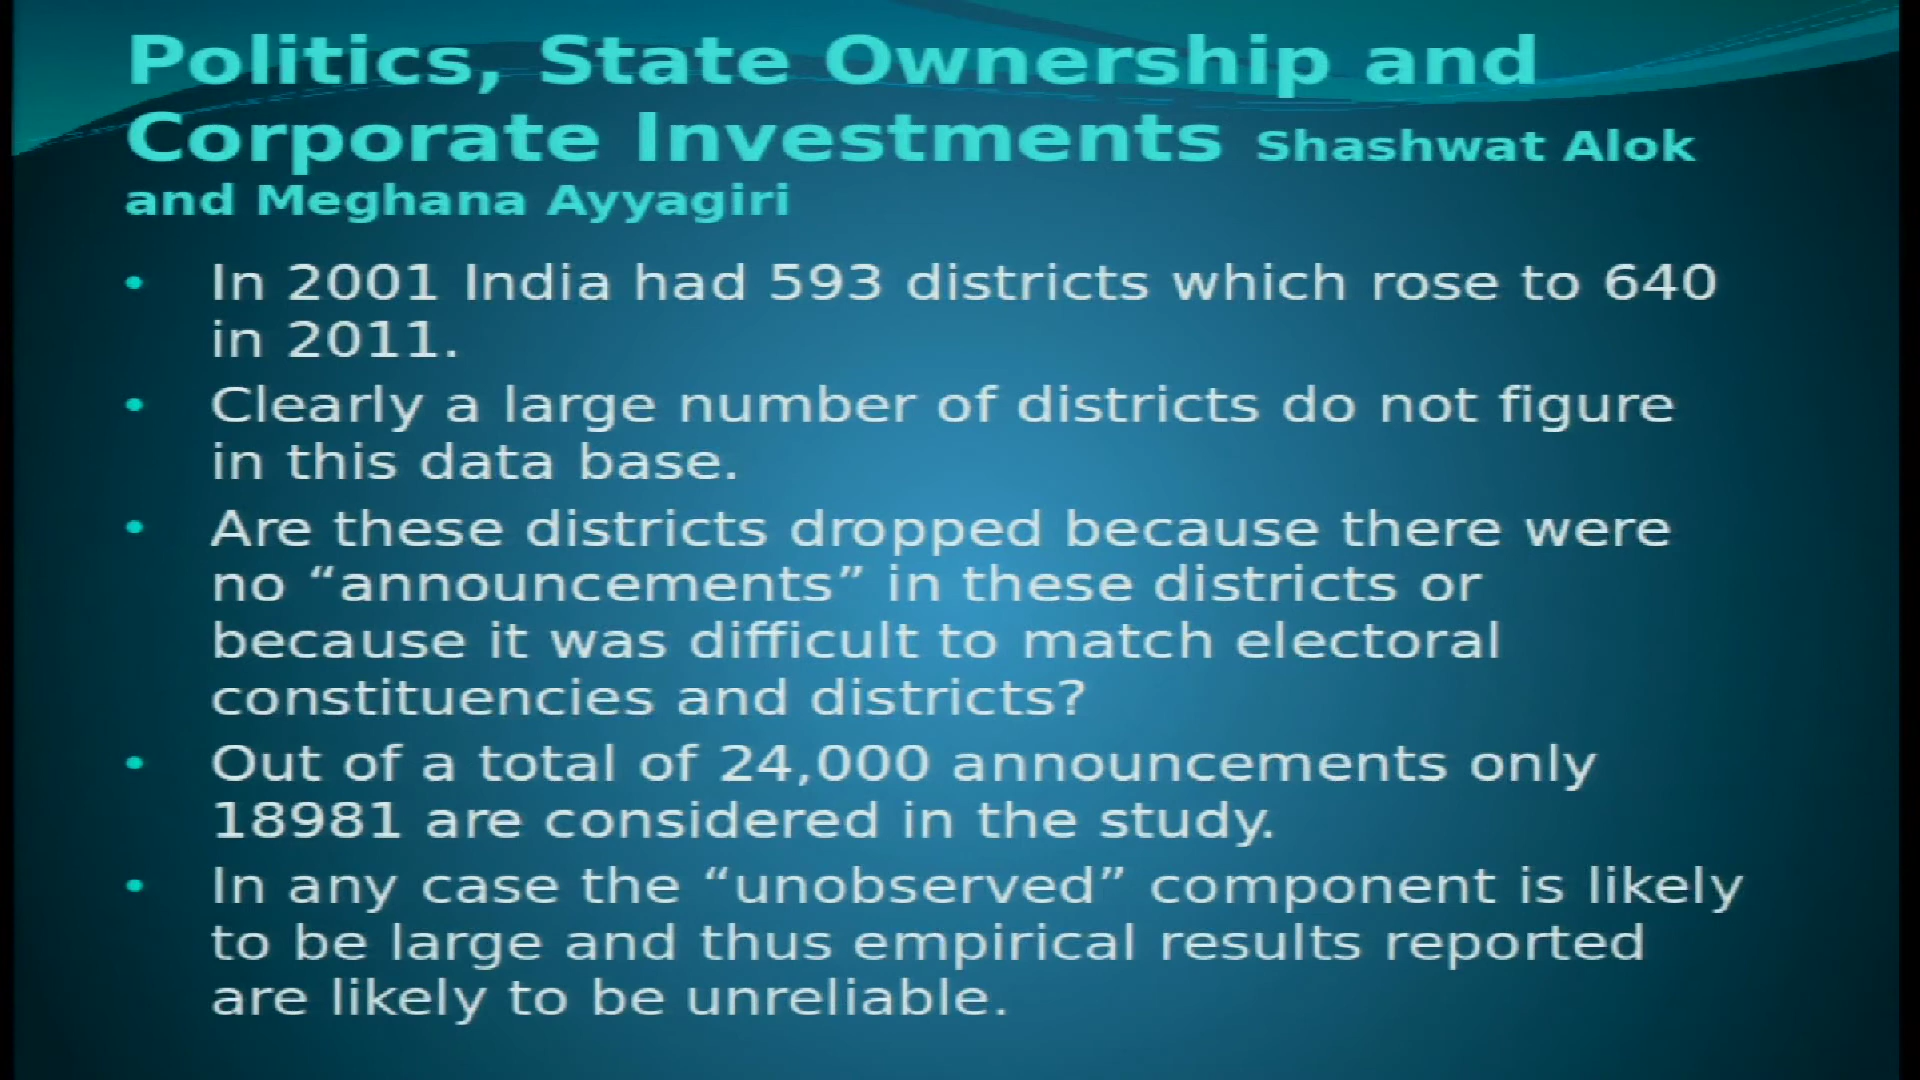 Politics, State Ownership and
Corporate Investments Shashwat Alok
and Meghana Ayyagiri
• In 2001 India had 593 districts which rose to 640
in 2011.
• Clearly a large number of districts do not figure
in this data base.
• Are these districts dropped because there were
no “announcements” in these districts or
because it was difficult to match electoral
constituencies and districts?
• Out of a total of 24,000 announcements only
18981 are considered in the study.
• In any case the “unobserved” component is likely
to be large and thus empirical results reported
are likely to be unreliable.